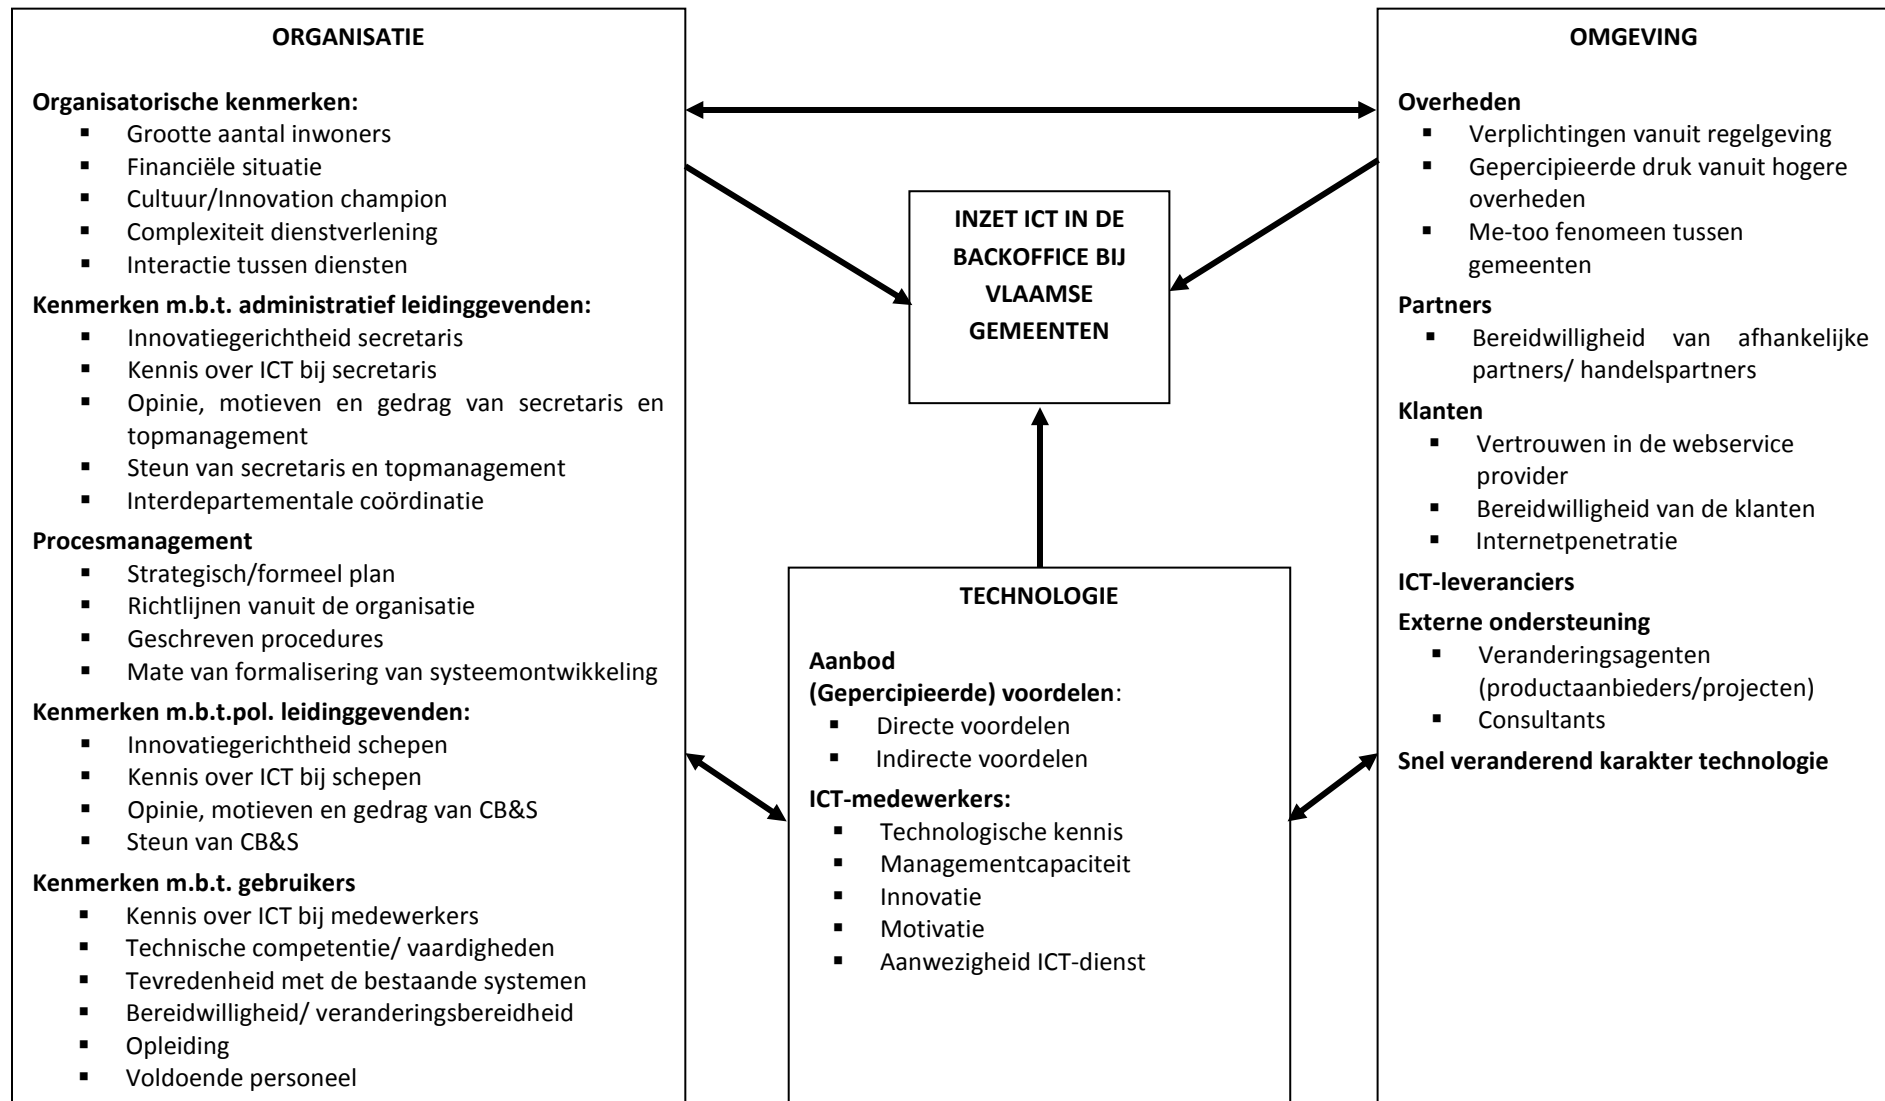 ORGANISATIE
Organisatorische kenmerken:
▪ Grootte aantal inwoners
▪ Financiële situatie
▪ Cultuur/Innovation champion
▪ Complexiteit dienstverlening
▪ Interactie tussen diensten
Kenmerken m.b.t. administratief leidinggevenden:
▪ Innovatiegerichtheid secretaris
▪ Kennis over ICT bij secretaris
▪ Opinie, motieven en gedrag van secretaris en
topmanagement
▪ Steun van secretaris en topmanagement
▪ Interdepartementale coördinatie
Procesmanagement
▪ Strategisch/formeel plan
▪ Richtlijnen vanuit de organisatie
▪ Geschreven procedures
▪ Mate van formalisering van systeemontwikkeling
Kenmerken m.b.t.pol. leidinggevenden:
▪ Innovatiegerichtheid schepen
▪ Kennis over ICT bij schepen
▪ Opinie, motieven en gedrag van CB&S
▪ Steun van CB&S
Kenmerken m.b.t. gebruikers
▪ Kennis over ICT bij medewerkers
▪ Technische competentie/ vaardigheden
▪ Tevredenheid met de bestaande systemen
▪ Bereidwilligheid/ veranderingsbereidheid
▪ Opleiding
▪ Voldoende personeel
INZET ICT IN DE
BACKOFFICE BIJ
VLAAMSE
GEMEENTEN
TECHNOLOGIE
Aanbod
(Gepercipieerde) voordelen:
▪ Directe voordelen
▪ Indirecte voordelen
ICT-medewerkers:
▪ Technologische kennis
▪ Managementcapaciteit
▪ Innovatie
▪ Motivatie
▪ Aanwezigheid ICT-dienst
OMGEVING
Overheden
▪ Verplichtingen vanuit regelgeving
▪ Gepercipieerde druk vanuit hogere
overheden
▪ Me-too fenomeen tussen
gemeenten
Partners
▪ Bereidwilligheid van afhankelijke
partners/ handelspartners
Klanten
▪ Vertrouwen in de webservice
provider
▪ Bereidwilligheid van de klanten
▪ Internetpenetratie
ICT-leveranciers
Externe ondersteuning
▪ Veranderingsagenten
(productaanbieders/projecten)
▪ Consultants
Snel veranderend karakter technologie